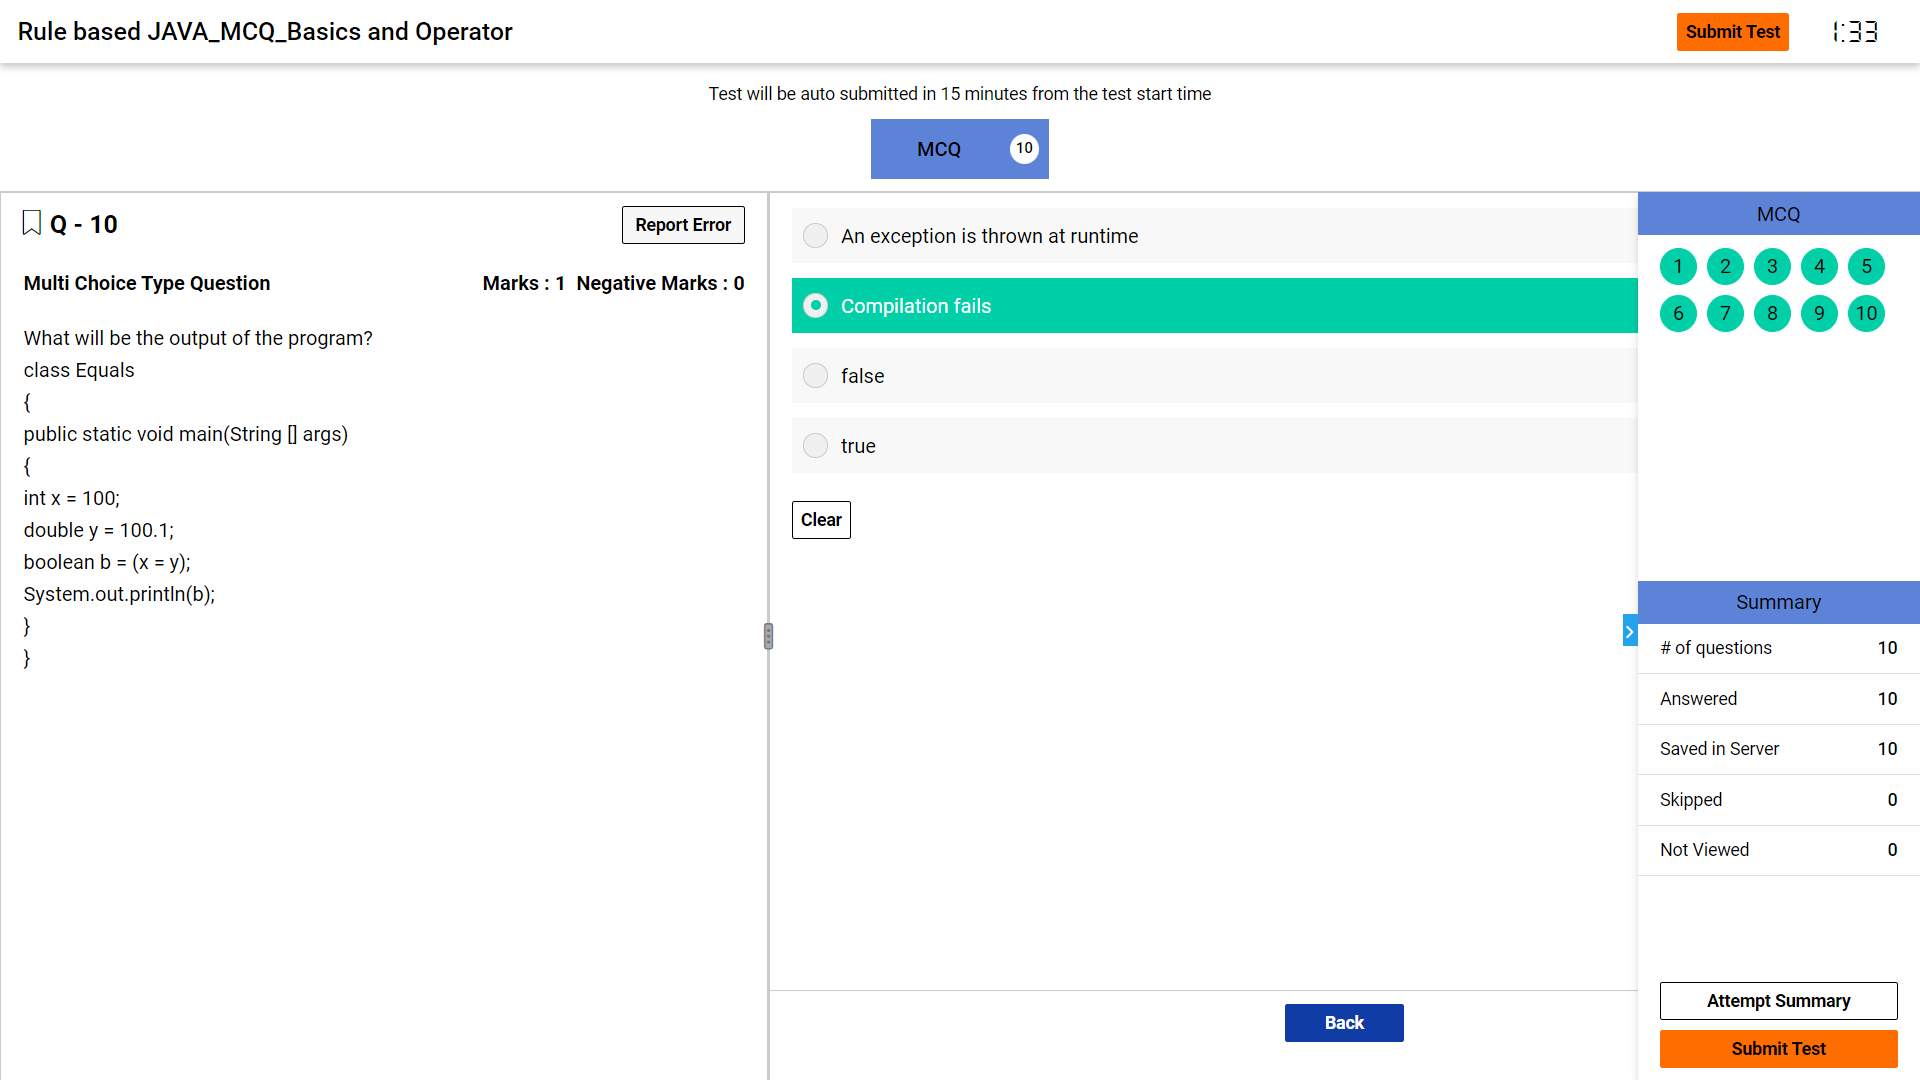 Rule based JAVA_MCQ_Basics and Operator
Submit Test
1:33
Test will be auto submitted in 15 minutes from the test start time
MCQ 10
Q - 10
Report Error
Multi Choice Type Question
Marks : 1 Negative Marks : 0
What will be the output of the program?
class Equals
{
public static void main(String [] args)
{
int x = 100;
double y = 100.1;
boolean b = (x = y);
System.out.println(b);
}
}
An exception is thrown at runtime
Compilation fails
false
true
Clear
Back
MCQ
1 2 3 4 5
6 7 8 9 10
Summary
# of questions 10
Answered 10
Saved in Server 10
Skipped 0
Not Viewed 0
Attempt Summary
Submit Test